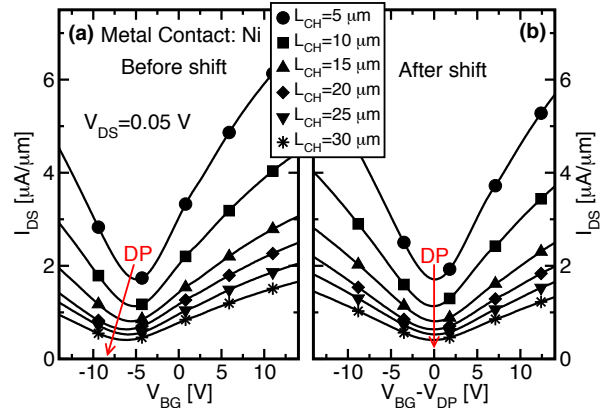 (a) Metal Contact: Ni
Before shift
V_DS=0.05 V
DP
I_DS [μA/μm]
6
4
2
0
-10 -5 0 5 10
V_BG [V]
L_CH=5 μm
L_CH=10 μm
L_CH=15 μm
L_CH=20 μm
L_CH=25 μm
L_CH=30 μm
(b)
After shift
DP
6
4
2
0
I_DS [μA/μm]
-10 -5 0 5 10
V_BG-V_DP [V]